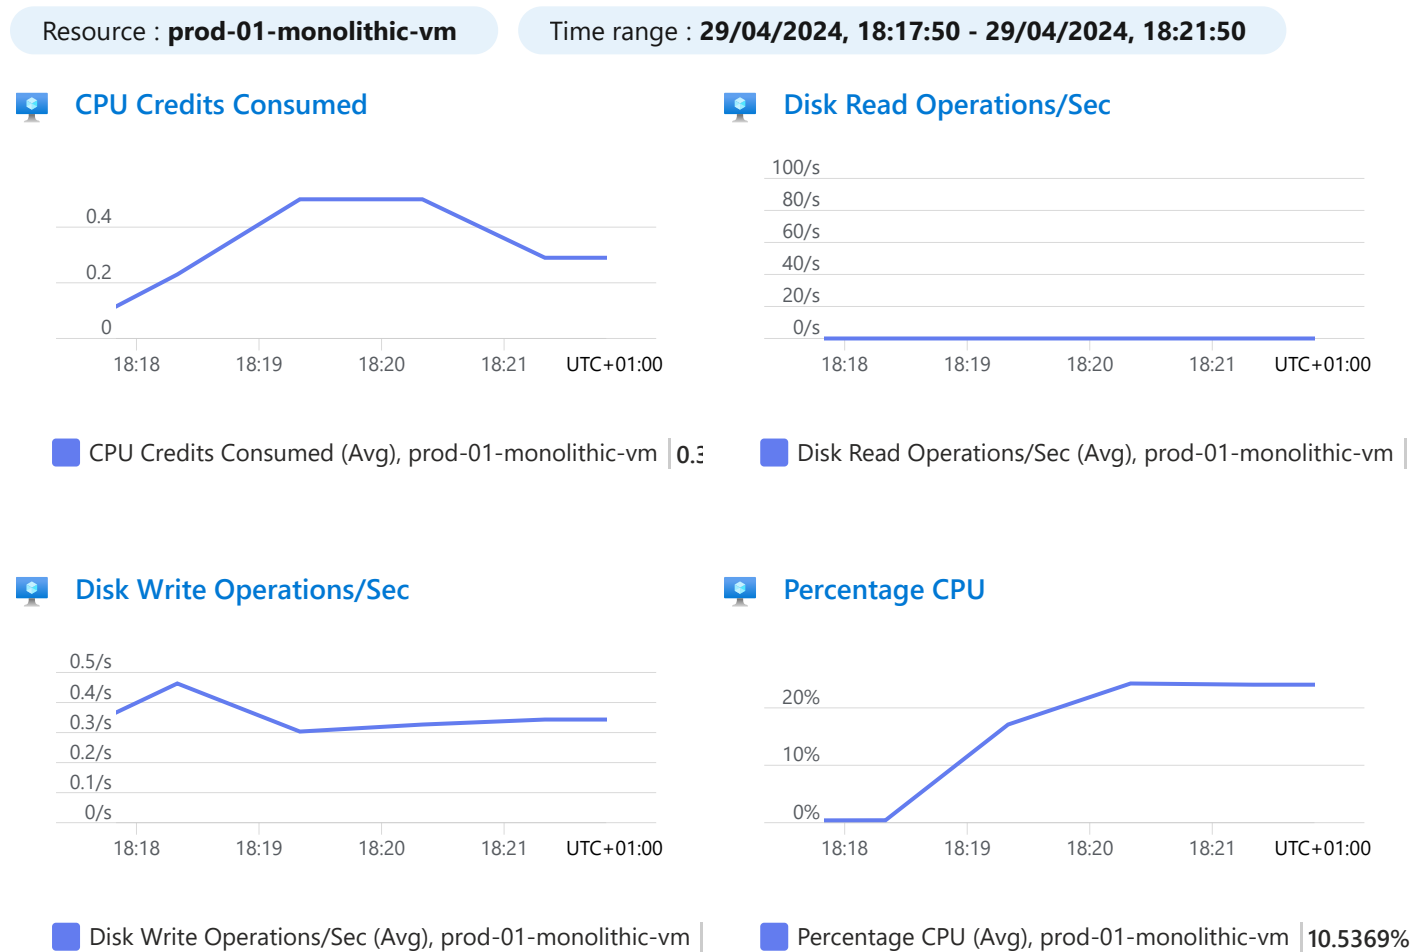 Resource : prod-01-monolithic-vm
Time range : 29/04/2024, 18:17:50 - 29/04/2024, 18:21:50
CPU Credits Consumed
0.4
0.2
0
18:18 18:19 18:20 18:21 UTC+01:00
CPU Credits Consumed (Avg), prod-01-monolithic-vm
Disk Read Operations/Sec
100/s
80/s
60/s
40/s
20/s
0/s
18:18 18:19 18:20 18:21 UTC+01:00
Disk Read Operations/Sec (Avg), prod-01-monolithic-vm
Disk Write Operations/Sec
0.5/s
0.4/s
0.3/s
0.2/s
0.1/s
0/s
18:18 18:19 18:20 18:21 UTC+01:00
Disk Write Operations/Sec (Avg), prod-01-monolithic-vm
Percentage CPU
20%
10%
0%
18:18 18:19 18:20 18:21 UTC+01:00
Percentage CPU (Avg), prod-01-monolithic-vm 10.5369%